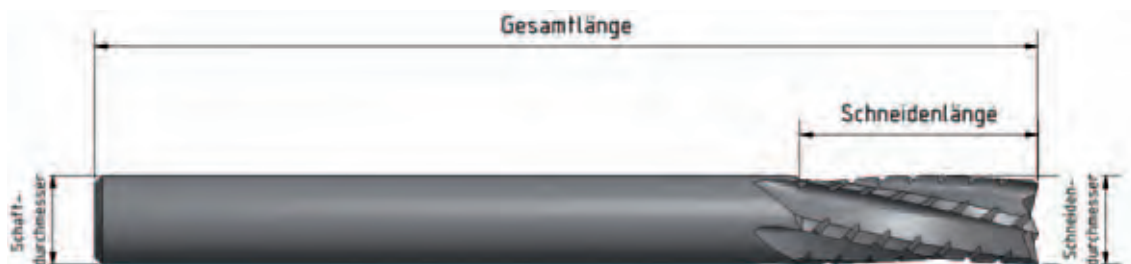 Gesamtlänge
Schneidenlänge
Schaft-
durchmesser
Schneiden-
durchmesser